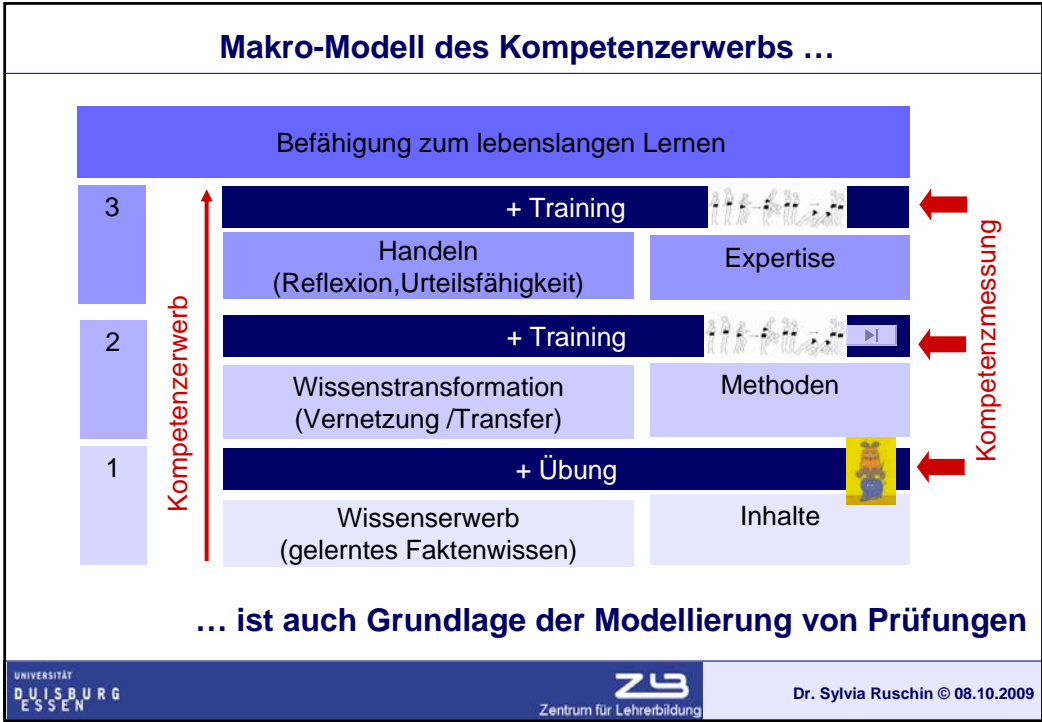 Makro-Modell des Kompetenzerwerbs …
Befähigung zum lebenslangen Lernen
3
+ Training
Handeln
(Reflexion,Urteilsfähigkeit)
Expertise
2
+ Training
Wissenstransformation
(Vernetzung /Transfer)
Methoden
1
+ Übung
Wissenserwerb
(gelerntes Faktenwissen)
Inhalte
Kompetenzerwerb
Kompetenzmessung
… ist auch Grundlage der Modellierung von Prüfungen
UNIVERSITÄT
DUISBURG
ESSEN
ZLB
Zentrum für Lehrerbildung
Dr. Sylvia Ruschin © 08.10.2009